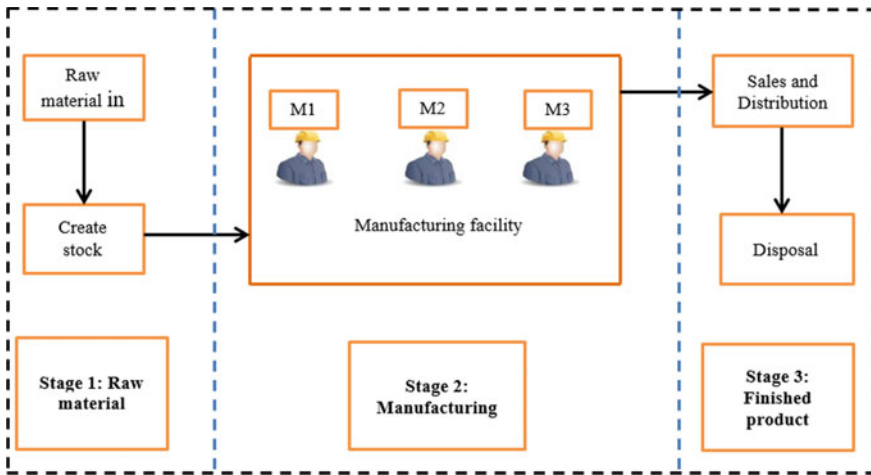 Raw
material in
Create
stock
M1
M2
M3
Manufacturing facility
Sales and
Distribution
Disposal
Stage 1: Raw
material
Stage 2:
Manufacturing
Stage 3:
Finished
product